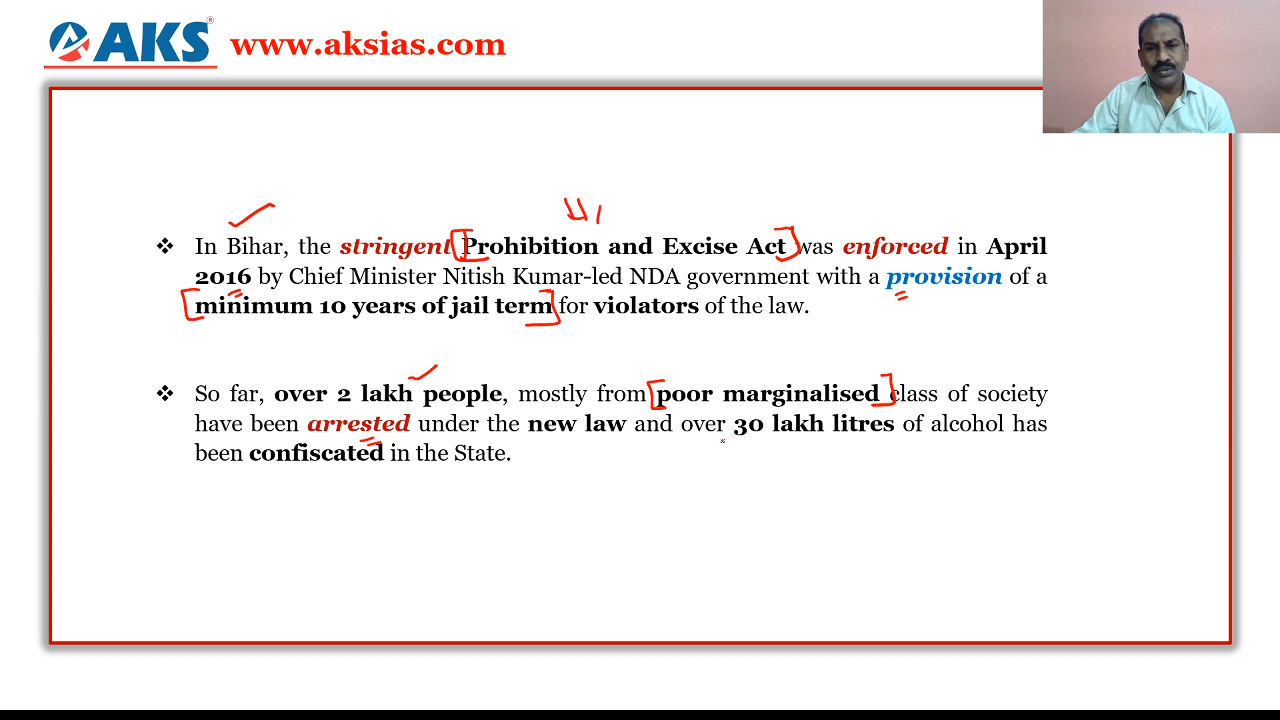 AKS® www.aksias.com
❖ In Bihar, the stringent Prohibition and Excise Act was enforced in April
2016 by Chief Minister Nitish Kumar-led NDA government with a provision of a
minimum 10 years of jail term for violators of the law.
❖ So far, over 2 lakh people, mostly from poor marginalised class of society
have been arrested under the new law and over 30 lakh litres of alcohol has
been confiscated in the State.